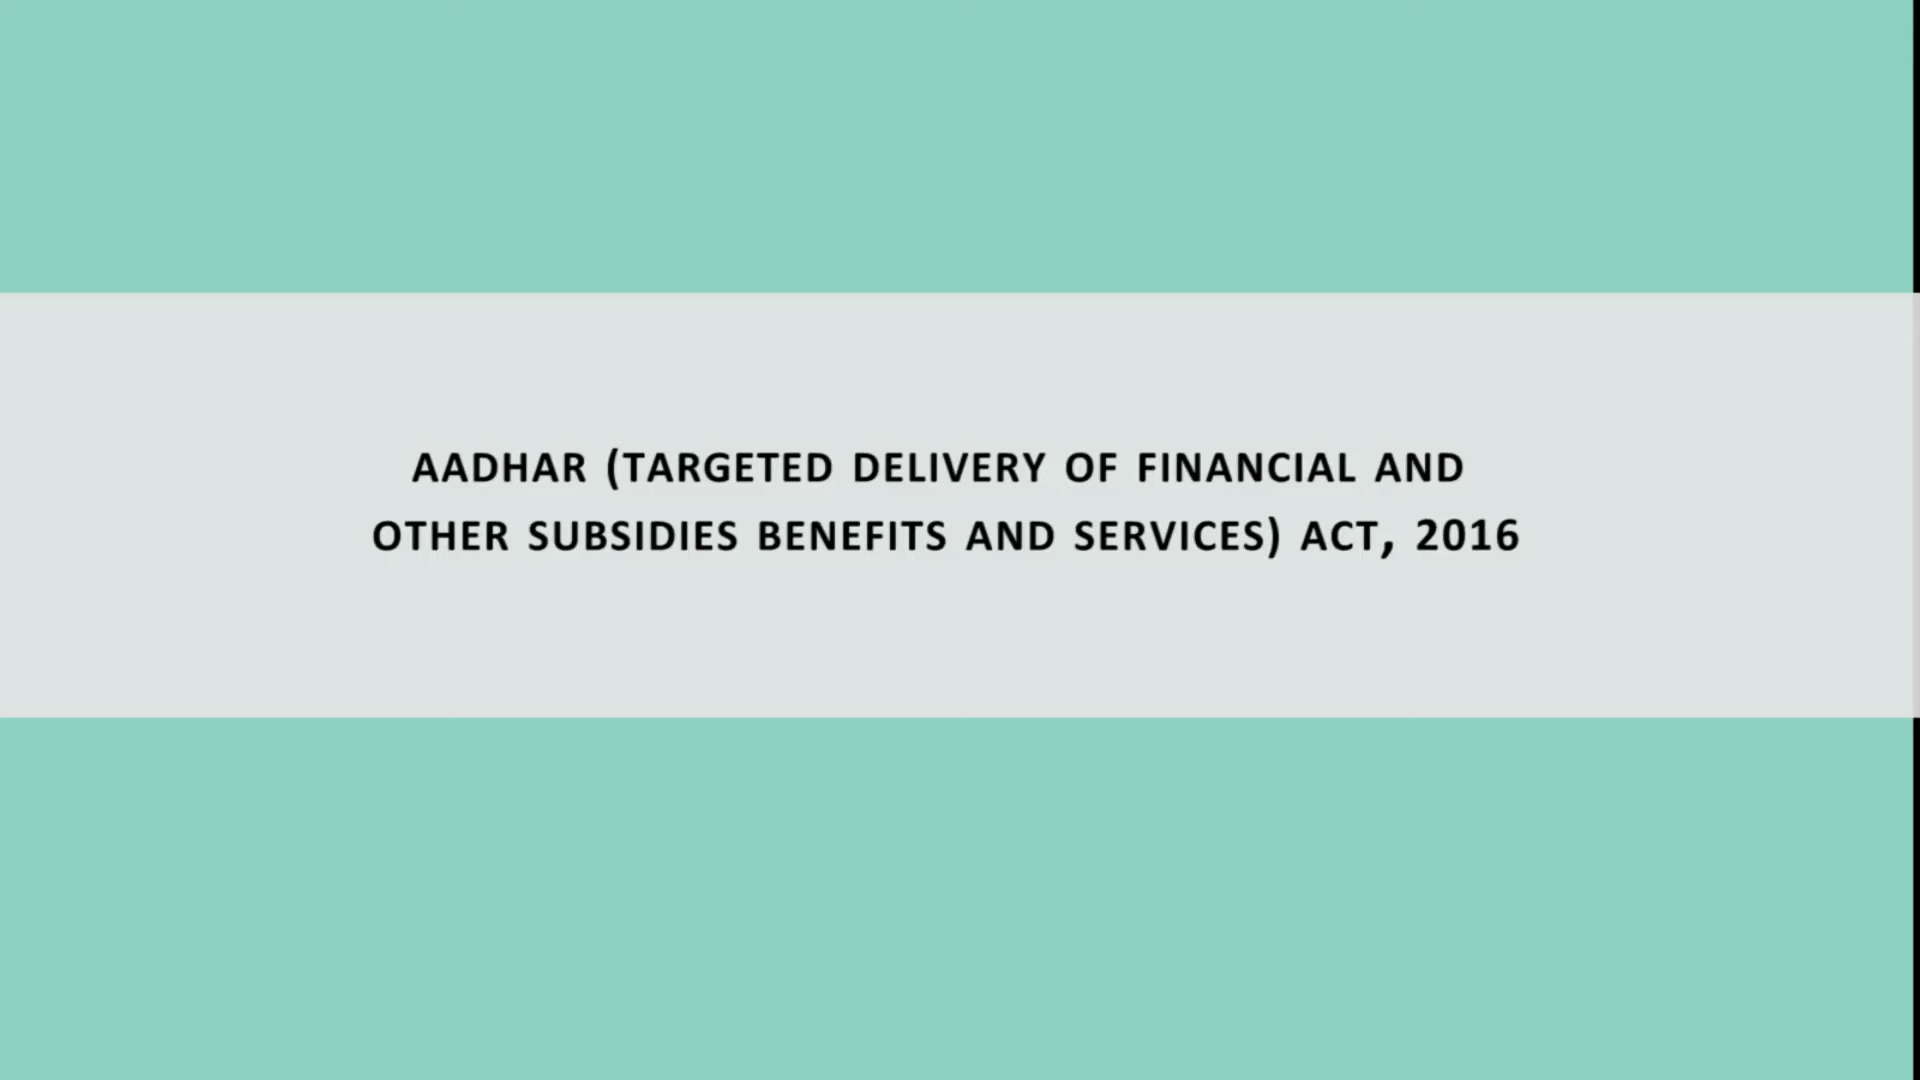 AADHAR (TARGETED DELIVERY OF FINANCIAL AND
OTHER SUBSIDIES BENEFITS AND SERVICES) ACT, 2016